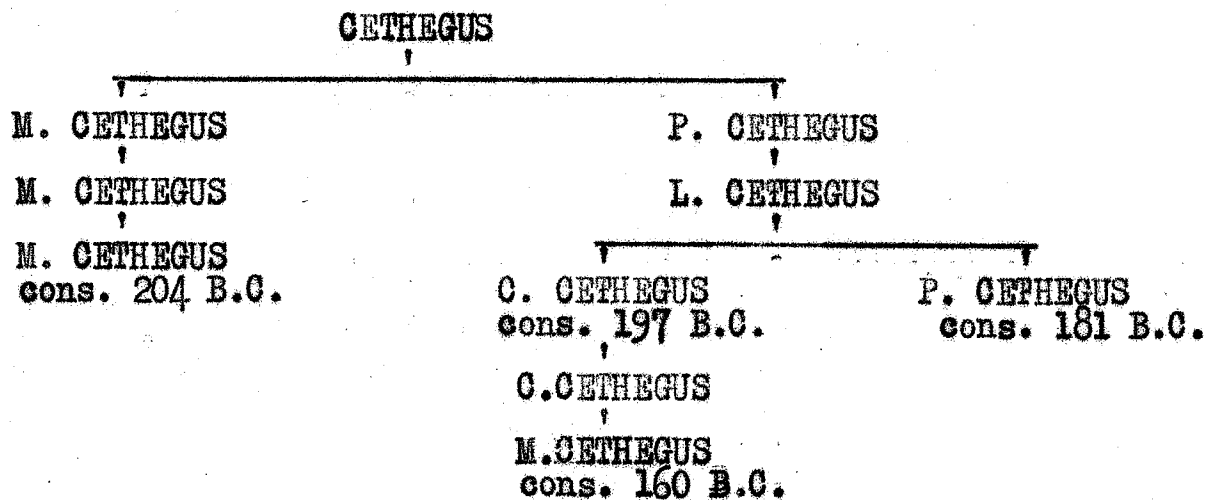 CETHEGUS
M. CETHEGUS P. CETHEGUS
M. CETHEGUS L. CETHEGUS
M. CETHEGUS
cons. 204 B.C. C. CETHEGUS P. CETHEGUS
cons. 197 B.C. cons. 181 B.C.
C.CETHEGUS
M.CETHEGUS
cons. 160 B.C.